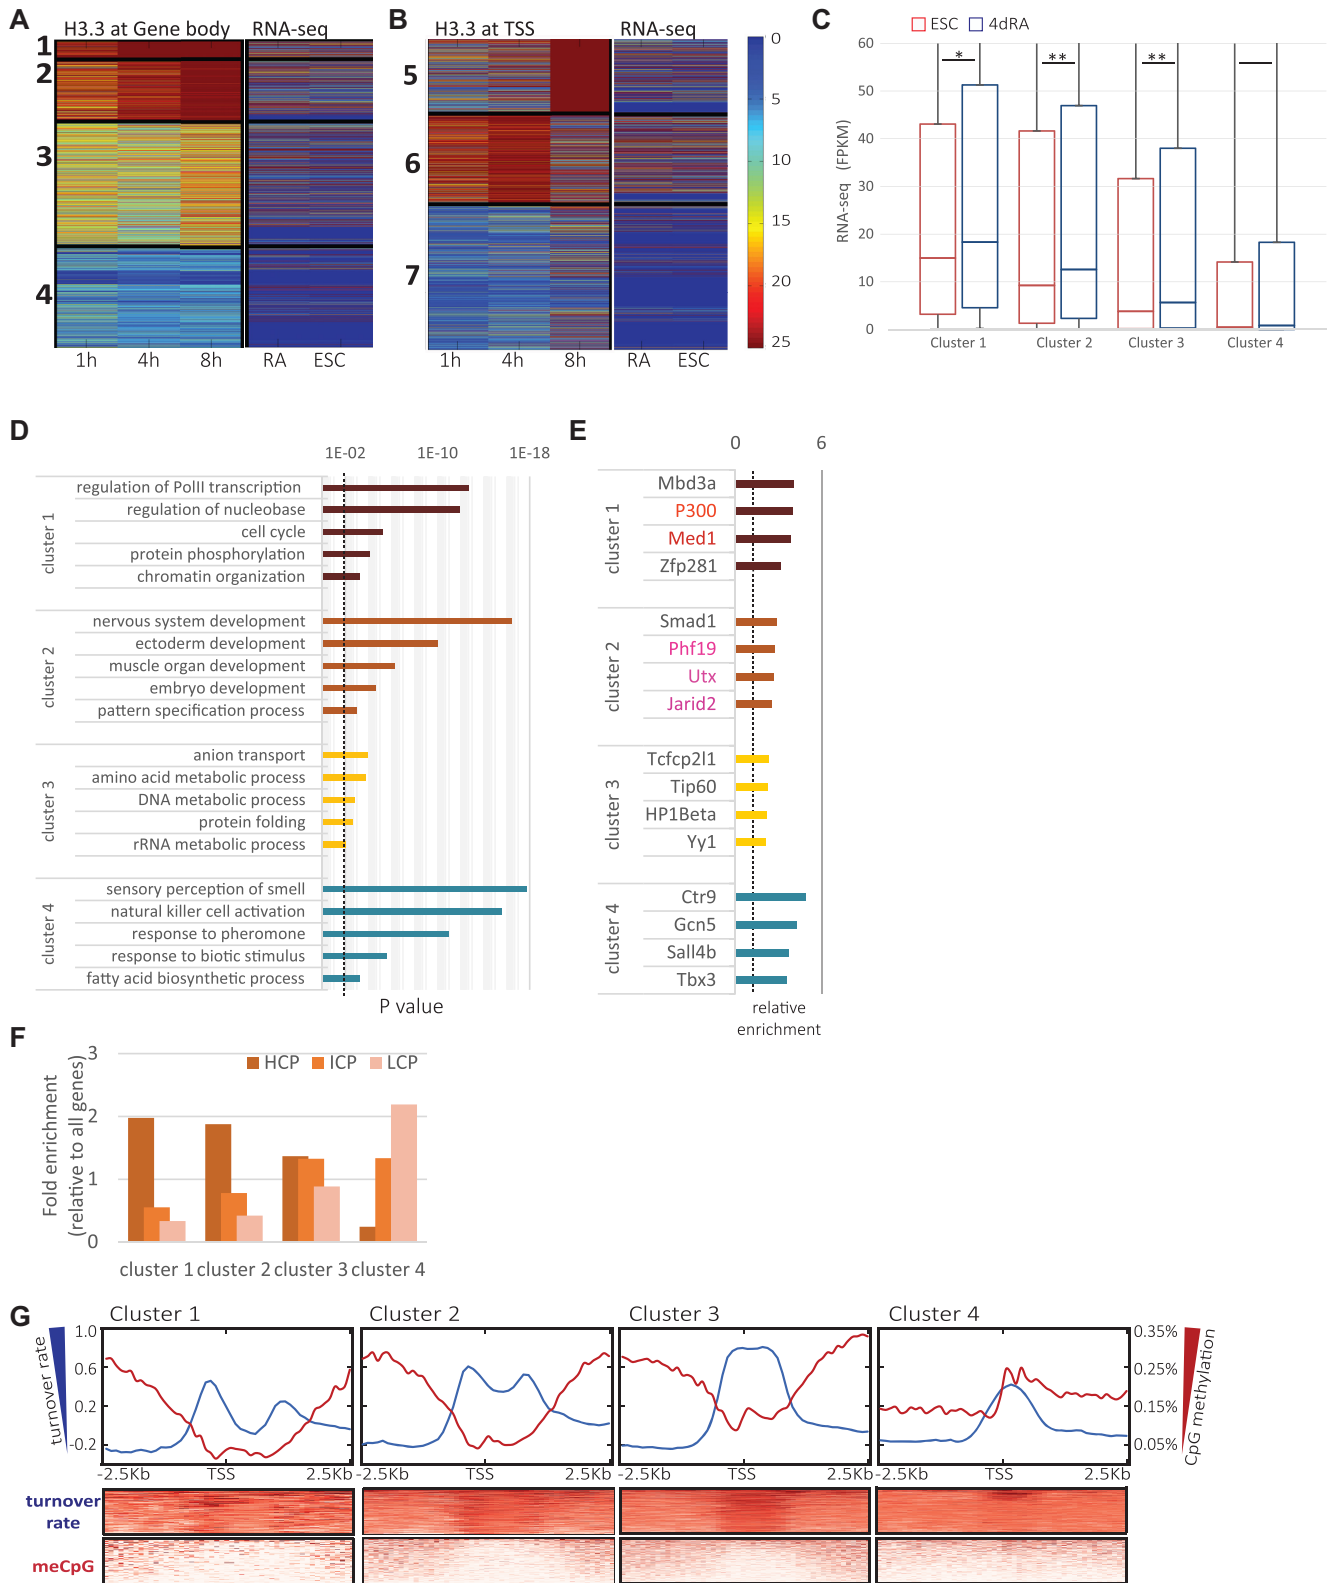 A
H3.3 at Gene body
RNA-seq
1
2
3
4
1h 4h 8h RA ESC
B
H3.3 at TSS
RNA-seq
5
6
7
1h 4h 8h RA ESC
0
5
10
15
20
25
C
ESC 4dRA
RNA-seq (FPKM)
60
50
40
30
20
10
0
* ** **
Cluster 1 Cluster 2 Cluster 3 Cluster 4
D
1E-02 1E-10 1E-18
cluster 1
regulation of PolII transcription
regulation of nucleobase
cell cycle
protein phosphorylation
chromatin organization
cluster 2
nervous system development
ectoderm development
muscle organ development
embryo development
pattern specification process
cluster 3
anion transport
amino acid metabolic process
DNA metabolic process
protein folding
rRNA metabolic process
cluster 4
sensory perception of smell
natural killer cell activation
response to pheromone
response to biotic stimulus
fatty acid biosynthetic process
P value
E
0 6
cluster 1
Mbd3a
P300
Med1
Zfp281
cluster 2
Smad1
Phf19
Utx
Jarid2
cluster 3
Tcfcp2l1
Tip60
HP1Beta
Yy1
cluster 4
Ctr9
Gcn5
Sall4b
Tbx3
relative
enrichment
F
Fold enrichment
(relative to all genes)
3
2
1
0
HCP ICP LCP
cluster 1 cluster 2 cluster 3 cluster 4
G
Cluster 1 Cluster 2 Cluster 3 Cluster 4
turnover rate
1.0
0.6
0.2
-0.2
0.35%
0.25%
0.15%
0.05%
CpG methylation
-2.5Kb TSS 2.5Kb -2.5Kb TSS 2.5Kb -2.5Kb TSS 2.5Kb -2.5Kb TSS 2.5Kb
turnover
rate
meCpG